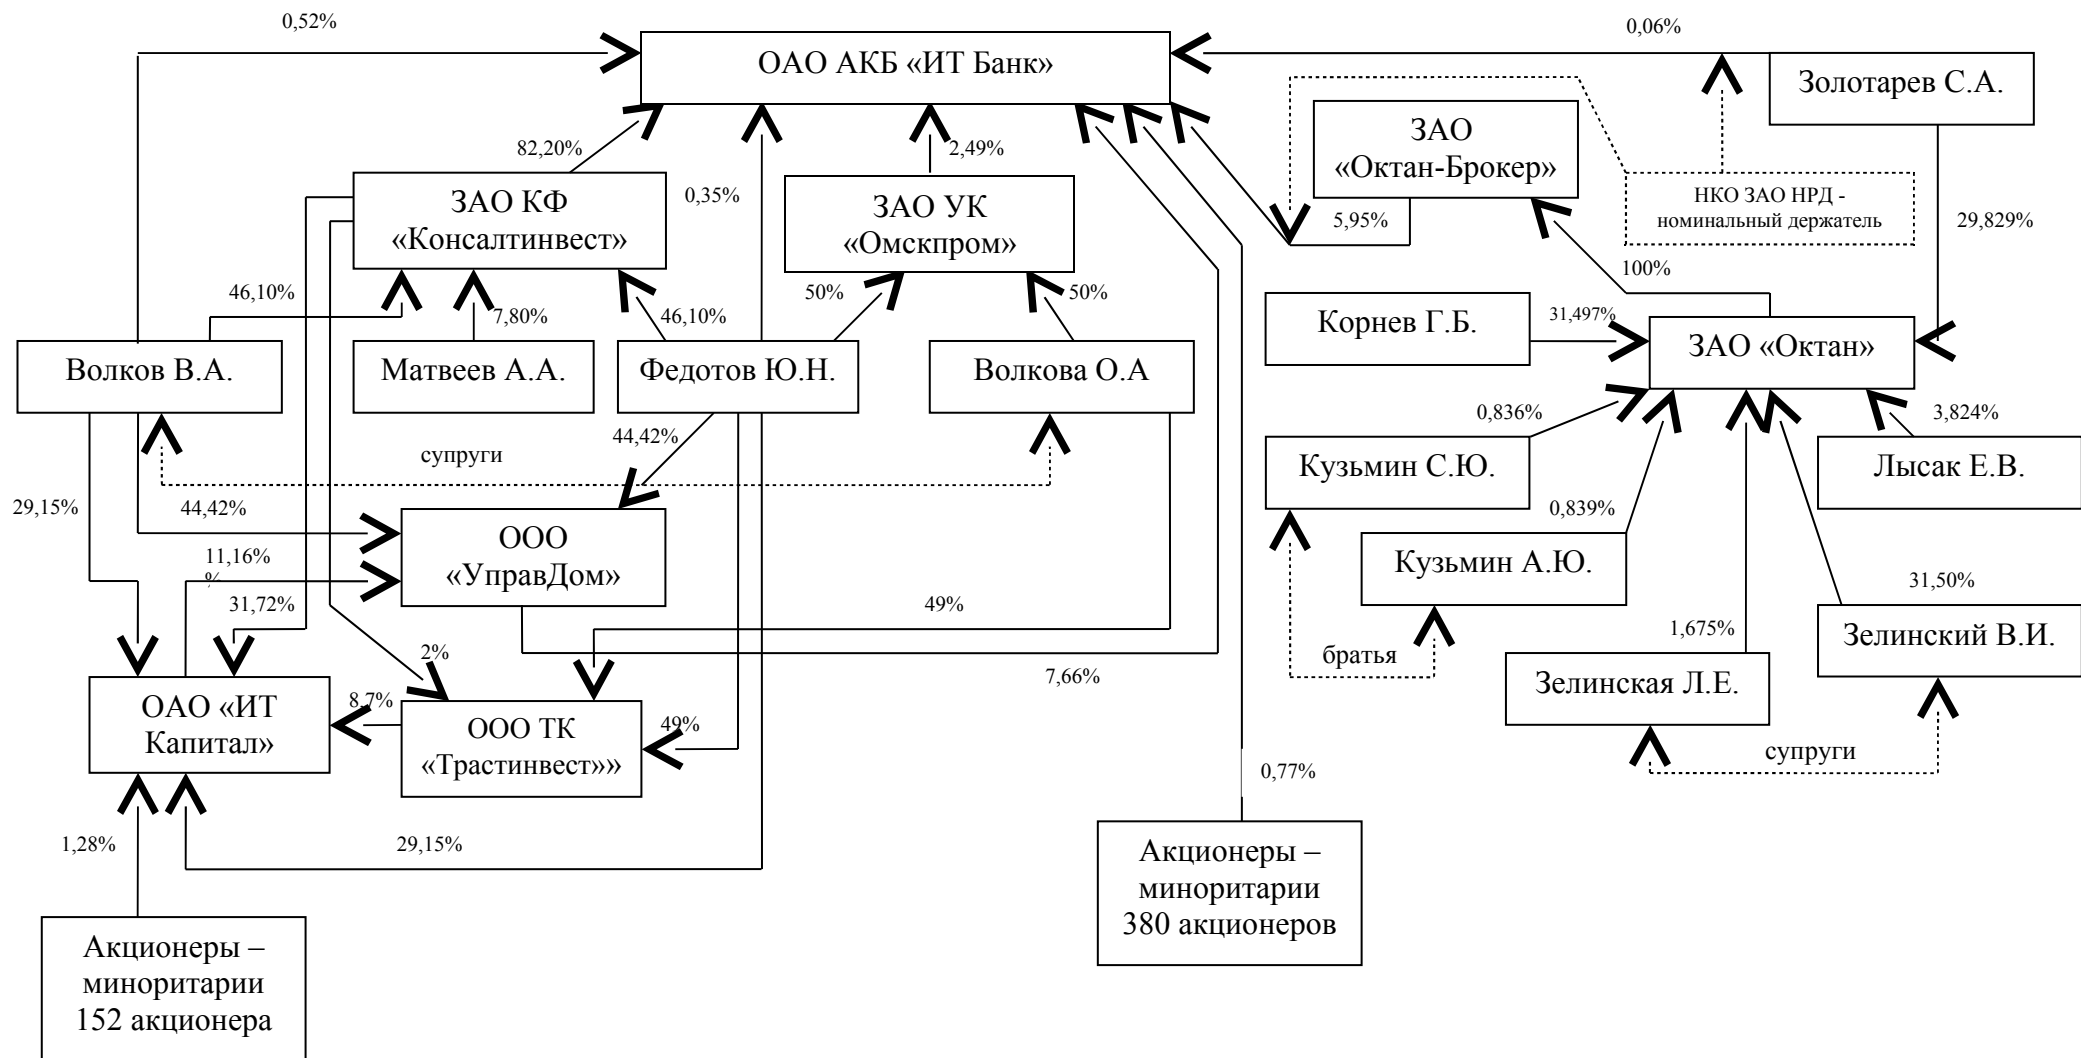 0,52%
0,06%
ОАО АКБ «ИТ Банк»
Золотарев С.А.
ЗАО
«Октан-Брокер»
82,20%
2,49%
ЗАО КФ
«Консалтинвест»
0,35%
ЗАО УК
«Омскпром»
5,95%
НКО ЗАО НРД -
номинальный держатель
29,829%
100%
46,10%
7,80%
46,10%
50%
50%
Корнев Г.Б.
31,497%
ЗАО «Октан»
Волков В.А.
Матвеев А.А.
Федотов Ю.Н.
Волкова О.А
0,836%
3,824%
44,42%
супруги
Кузьмин С.Ю.
Лысак Е.В.
29,15%
44,42%
0,839%
ООО
«УправДом»
11,16%
%
Кузьмин А.Ю.
31,72%
49%
31,50%
1,675%
Зелинский В.И.
2%
7,66%
братья
Зелинская Л.Е.
ОАО «ИТ
Капитал»
8,7%
ООО ТК
«Трастинвест»»
49%
супруги
0,77%
1,28%
29,15%
Акционеры –
миноритарии
380 акционеров
Акционеры –
миноритарии
152 акционера